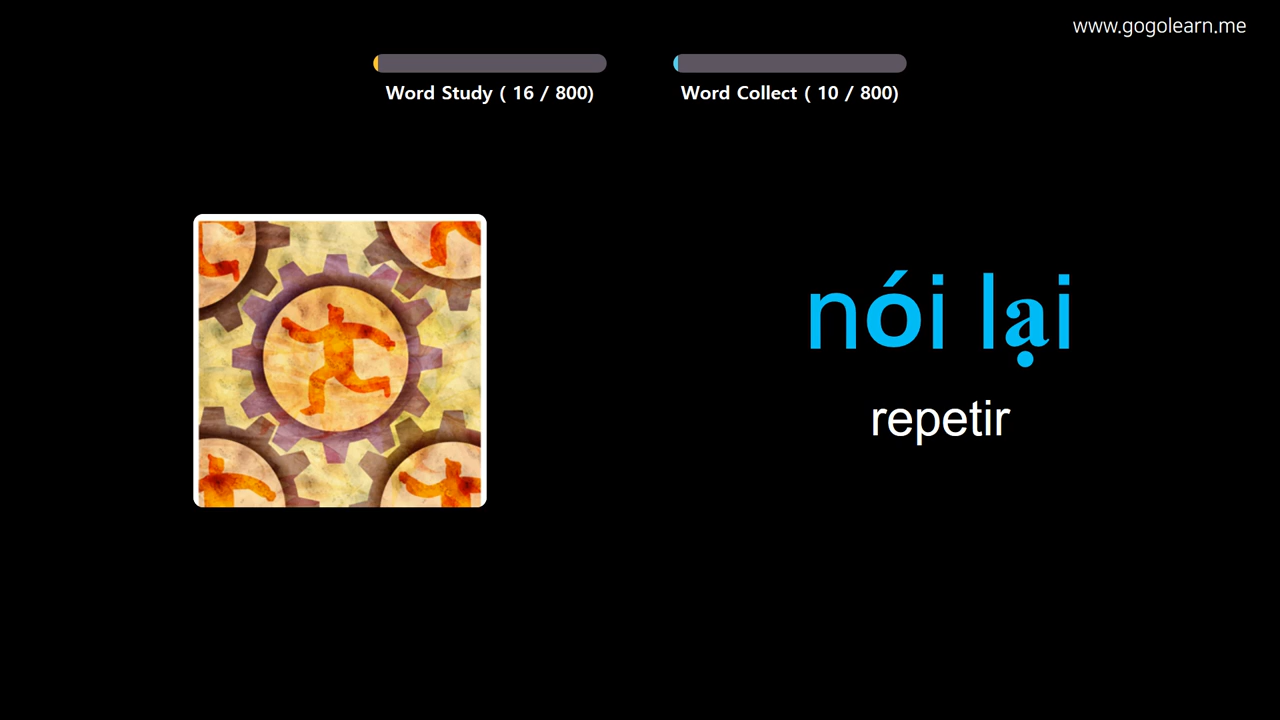 www.gogolearn.me
Word Study ( 16 / 800)
Word Collect ( 10 / 800)
nói lại
repetir